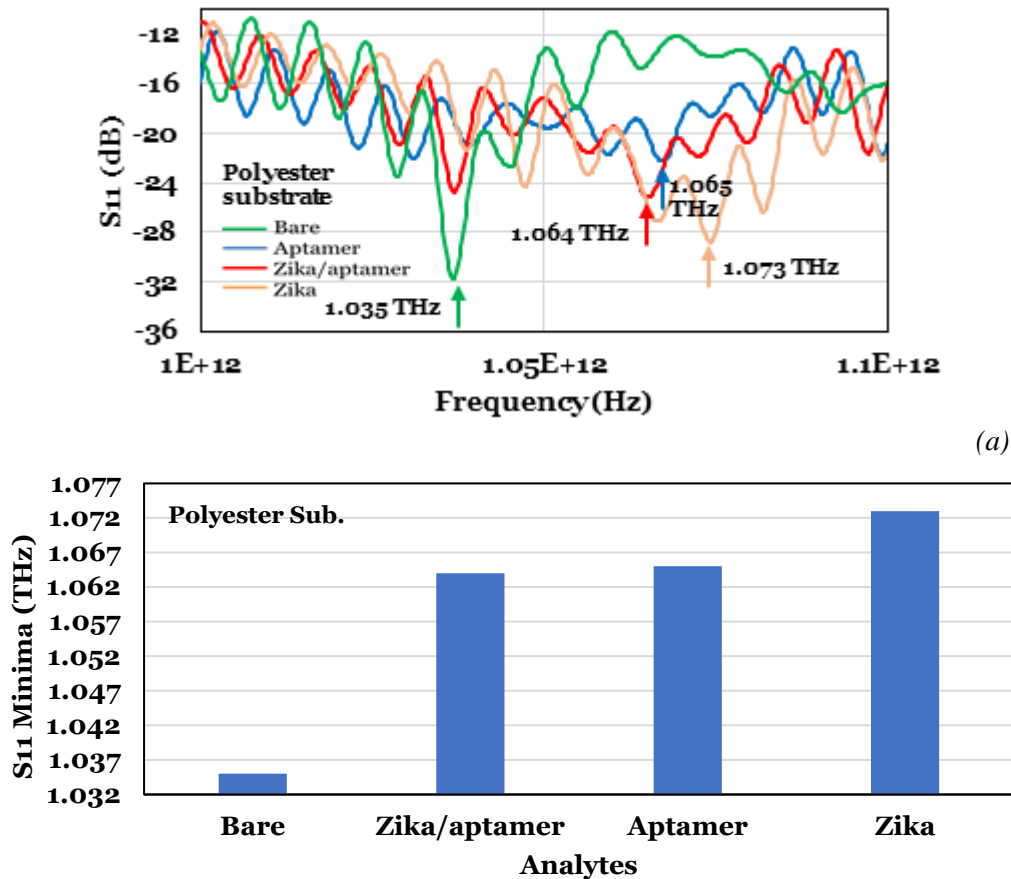 -12
-16
-20
-24
-28
-32
-36
S11 (dB)
Polyester
substrate
Bare
Aptamer
Zika/aptamer
Zika
1.035 THz
1.064 THz
1.065
THz
1.073 THz
1E+12
1.05E+12
1.1E+12
Frequency(Hz)
(a)
1.077
1.072
1.067
1.062
1.057
1.052
1.047
1.042
1.037
1.032
S11 Minima (THz)
Polyester Sub.
Bare
Zika/aptamer
Aptamer
Zika
Analytes